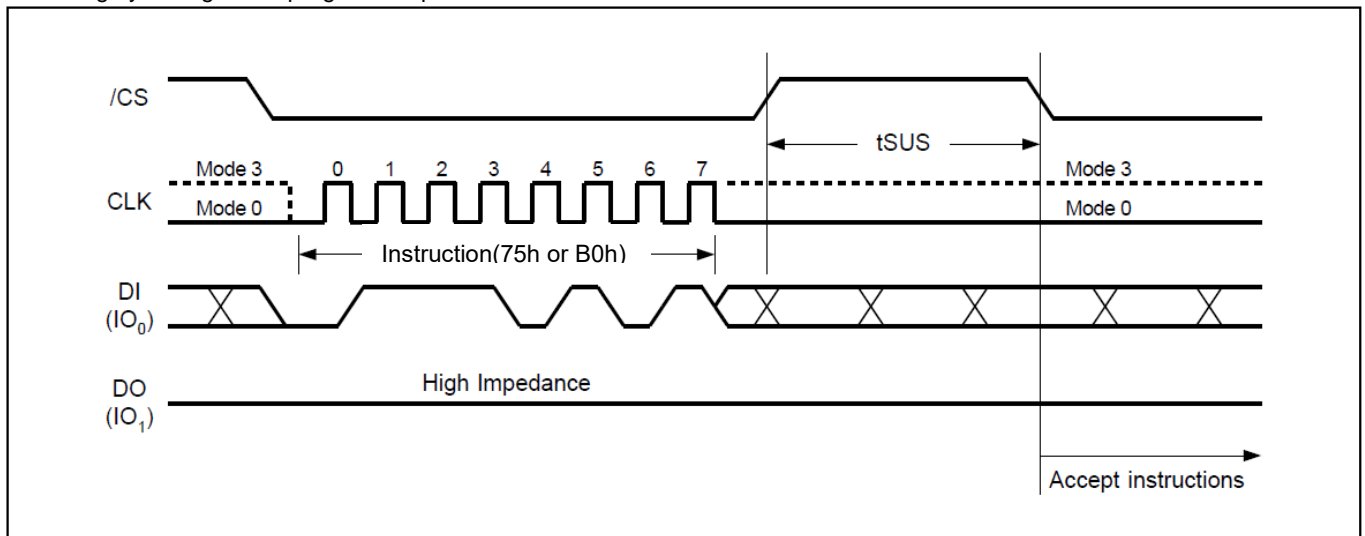 /CS
tSUS
Mode 3 0 1 2 3 4 5 6 7 Mode 3
CLK
Mode 0 Mode 0
Instruction(75h or B0h)
DI
(IO₀)
High Impedance
DO
(IO₁)
Accept instructions